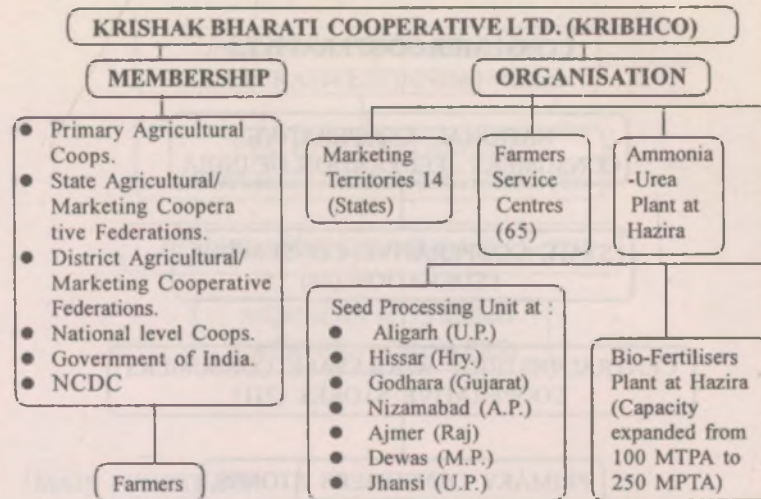 KRISHAK BHARATI COOPERATIVE LTD. (KRIBHCO)
MEMBERSHIP
● Primary Agricultural
Coops.
● State Agricultural/
Marketing Coopera
tive Federations.
● District Agricultural/
Marketing Cooperative
Federations.
● National level Coops.
● Government of India.
● NCDC
Farmers
ORGANISATION
Marketing
Territories 14
(States)
Farmers
Service
Centres
(65)
Ammonia
-Urea
Plant at
Hazira
Seed Processing Unit at :
● Aligarh (U.P.)
● Hissar (Hry.)
● Godhara (Gujarat)
● Nizamabad (A.P.)
● Ajmer (Raj)
● Dewas (M.P.)
● Jhansi (U.P.)
Bio-Fertilisers
Plant at Hazira
(Capacity
expanded from
100 MTPA to
250 MPTA)